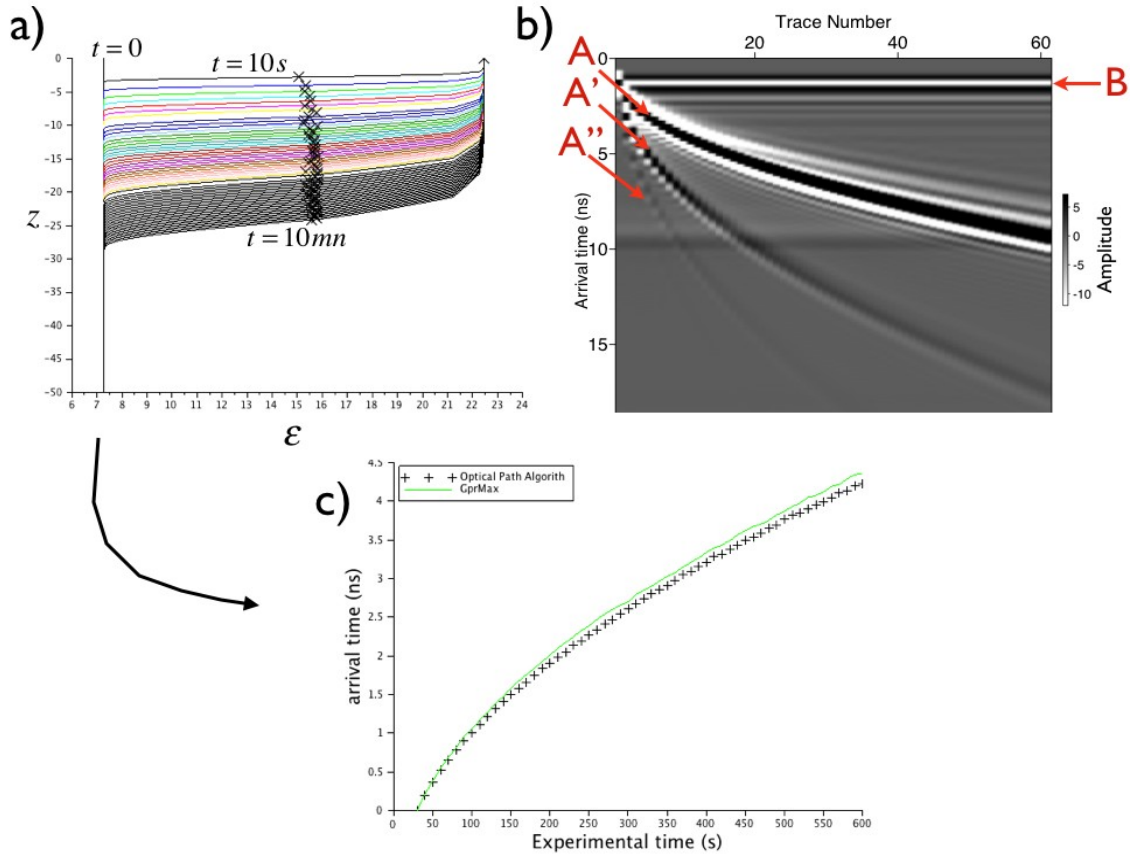 a)
t = 0
t = 10s
t = 10mn
z
0
-5
-10
-15
-20
-25
-30
-35
-40
-45
-50
6 7 8 9 10 11 12 13 14 15 16 17 18 19 20 21 22 23 24
ε
b)
Trace Number
20 40 60
A
A'
A''
B
0
5
10
15
Arrival time (ns)
5
0
-5
-10
Amplitude
c)
Optical Path Algorith
GprMax
4.5
4
3.5
3
2.5
2
1.5
1
0.5
0
arrival time (ns)
0 50 100 150 200 250 300 350 400 450 500 550 600
Experimental time (s)